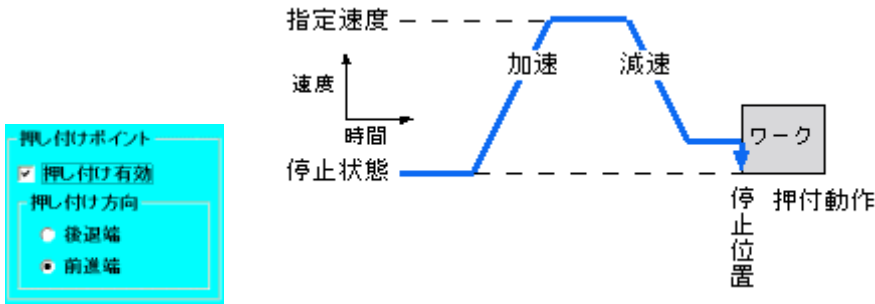 押し付けポイント
押し付け有効
押し付け方向
後退端
前進端
指定速度
加速
減速
速度
時間
ワーク
停止状態
停止位置
押付動作